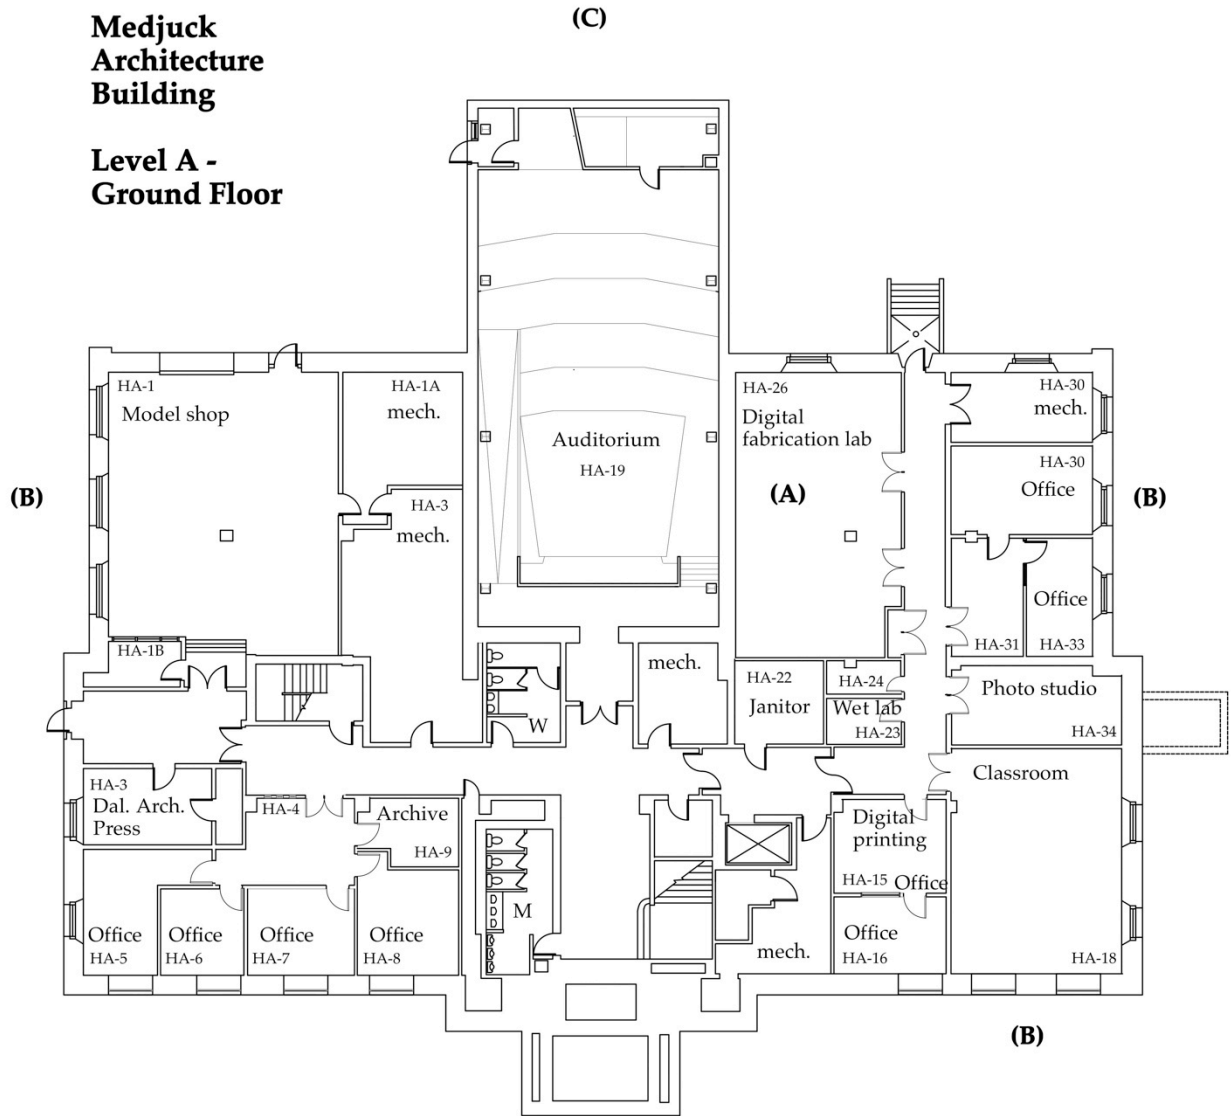 Medjuck
Architecture
Building
Level A -
Ground Floor
(C)
HA-1
Model shop
HA-1A
mech.
HA-3
mech.
Auditorium
HA-19
HA-26
Digital
fabrication lab
(A)
HA-30
mech.
HA-30
Office
(B)
(B)
Office
HA-33
HA-31
HA-1B
W
mech.
HA-22
Janitor
HA-24
Wet lab
HA-23
Photo studio
HA-34
HA-3
Dal. Arch.
Press
HA-4
Archive
HA-9
Classroom
HA-18
Digital
printing
HA-15
Office
Office
HA-5
Office
HA-6
Office
HA-7
Office
HA-8
M
mech.
Office
HA-16
(B)